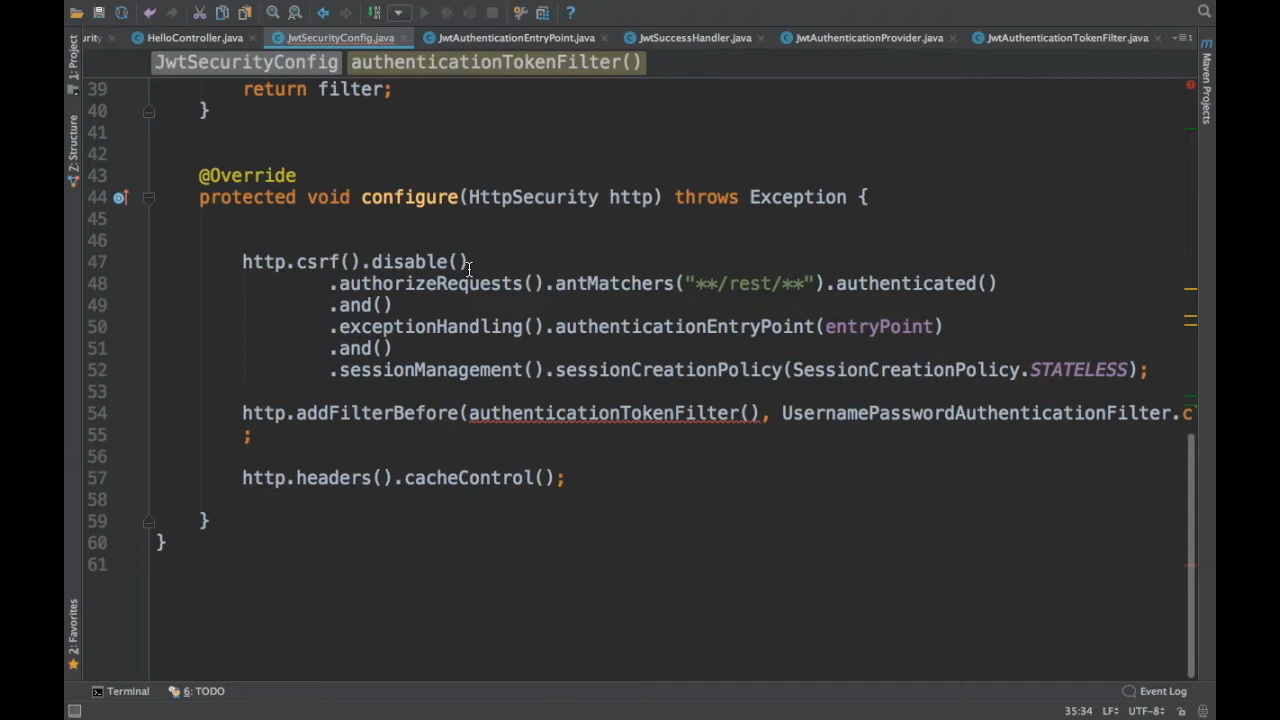 urity
HelloController.java
JwtSecurityConfig.java
JwtAuthenticationEntryPoint.java
JwtSuccessHandler.java
JwtAuthenticationProvider.java
JwtAuthenticationTokenFilter.java
JwtSecurityConfig authenticationTokenFilter()
1: Project
Z: Structure
2: Favorites
Maven Projects
39 return filter;
40 }
41
42
43 @Override
44 protected void configure(HttpSecurity http) throws Exception {
45
46
47 http.csrf().disable()
48 .authorizeRequests().antMatchers("**/rest/**").authenticated()
49 .and()
50 .exceptionHandling().authenticationEntryPoint(entryPoint)
51 .and()
52 .sessionManagement().sessionCreationPolicy(SessionCreationPolicy.STATELESS);
53
54 http.addFilterBefore(authenticationTokenFilter(), UsernamePasswordAuthenticationFilter.c
55 ;
56
57 http.headers().cacheControl();
58
59 }
60 }
61
Terminal
6: TODO
Event Log
35:34 LF UTF-8